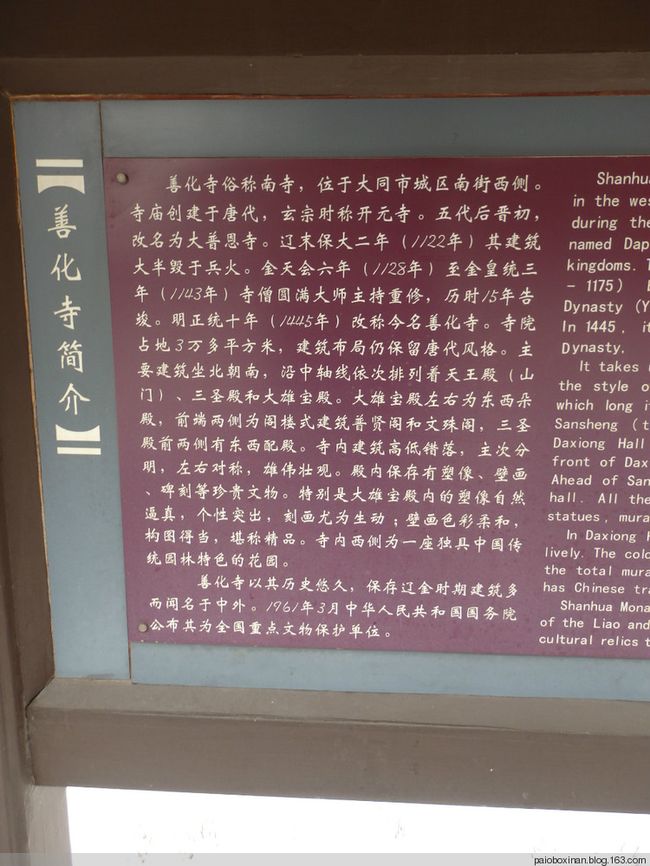 【善化寺简介】
善化寺俗称南寺，位于大同市城区南街西侧。
寺庙创建于唐代，玄宗时称开元寺。五代后晋初，
改名为大普恩寺。辽末保大二年（1122年）其建筑
大半毁于兵火。金天会六年（1128年）至金皇统三
年（1143年）寺僧圆满大师主持重修，历时15年告
竣。明正统十年（1445年）改称今名善化寺。寺院
占地3万多平方米，建筑布局仍保留唐代风格。主
要建筑坐北朝南，沿中轴线依次排列着天王殿（山
门）、三圣殿和大雄宝殿。大雄宝殿左右为东西朵
殿，前端两侧为阁楼式建筑普贤阁和文珠阁，三圣
殿前两侧有东西配殿。寺内建筑高低错落，主次分
明，左右对称，雄伟壮观。殿内保存有塑像、壁画
、碑刻等珍贵文物。特别是大雄宝殿内的塑像自然
逼真，个性突出，刻画尤为生动；壁画色彩柔和，
构图得当，堪称精品。寺内西侧为一座独具中国传
统园林特色的花园。
善化寺以其历史悠久，保存辽金时期建筑多
而闻名于中外。1961年3月中华人民共和国国务院
公布其为全国重点文物保护单位。
Shanhua
in the wes
during the
named Dap
kingdoms. T
- 1175)
Dynasty (Y
In 1445, it
Dynasty.
It takes
the style o
which long i
Sansheng (t
Daxiong Hall
front of Dax
Ahead of San
hall. All the
statues, mura
In Daxiong H
lively. The colo
the total mura
has Chinese tra
Shanhua Mona
of the Liao and
cultural relics t
paioboxinan.blog.163.com